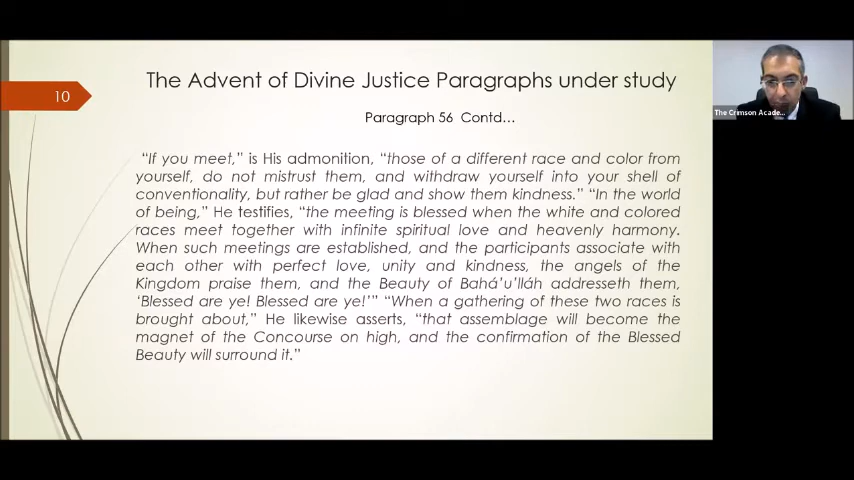 The Advent of Divine Justice Paragraphs under study
10
Paragraph 56 Contd...
“If you meet,” is His admonition, “those of a different race and color from
yourself, do not mistrust them, and withdraw yourself into your shell of
conventionality, but rather be glad and show them kindness.” “In the world
of being,” He testifies, “the meeting is blessed when the white and colored
races meet together with infinite spiritual love and heavenly harmony.
When such meetings are established, and the participants associate with
each other with perfect love, unity and kindness, the angels of the
Kingdom praise them, and the Beauty of Bahá’u’lláh addresseth them,
‘Blessed are ye! Blessed are ye!’” “When a gathering of these two races is
brought about,” He likewise asserts, “that assemblage will become the
magnet of the Concourse on high, and the confirmation of the Blessed
Beauty will surround it.”
The Crimson Acade...